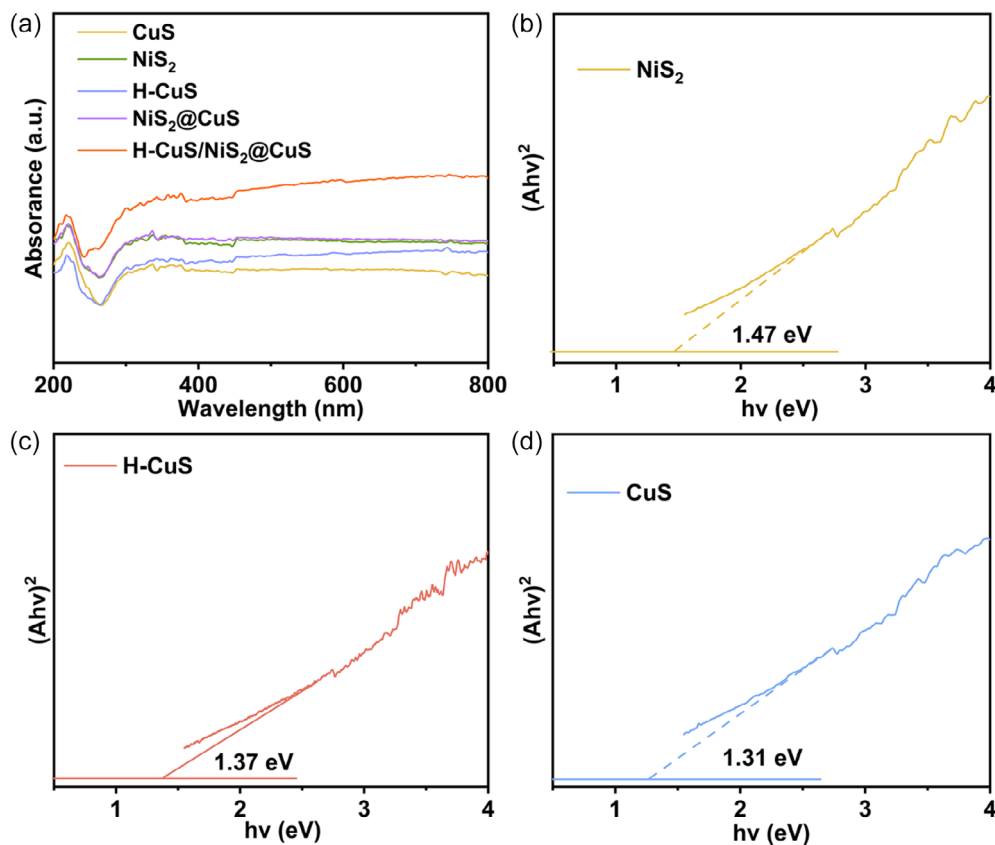 (a)
CuS
NiS₂
H-CuS
NiS₂@CuS
H-CuS/NiS₂@CuS
Absorance (a.u.)
200 400 600 800
Wavelength (nm)
(b)
NiS₂
(Ahv)²
1.47 eV
1 2 3 4
hv (eV)
(c)
H-CuS
(Ahv)²
1.37 eV
1 2 3 4
hv (eV)
(d)
CuS
(Ahv)²
1.31 eV
1 2 3 4
hv (eV)